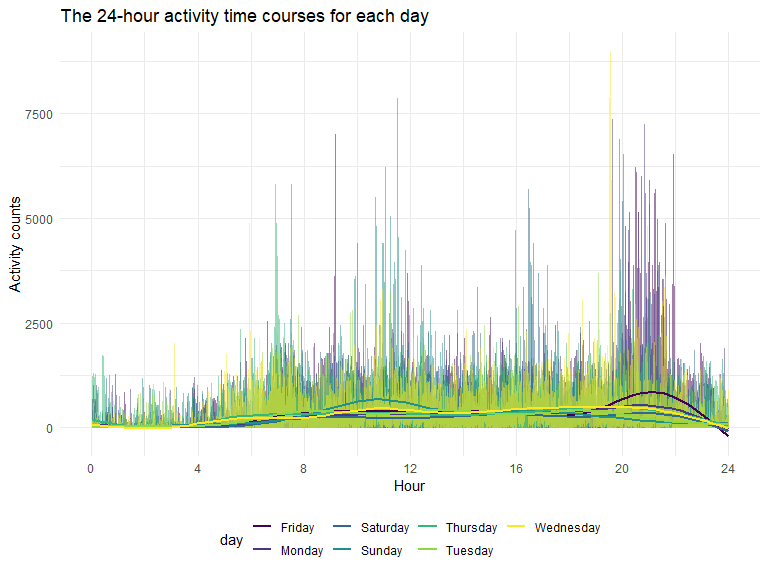 The 24-hour activity time courses for each day
7500
5000
2500
0
Activity counts
0 4 8 12 16 20 24
Hour
day
Friday Saturday Thursday Wednesday
Monday Sunday Tuesday